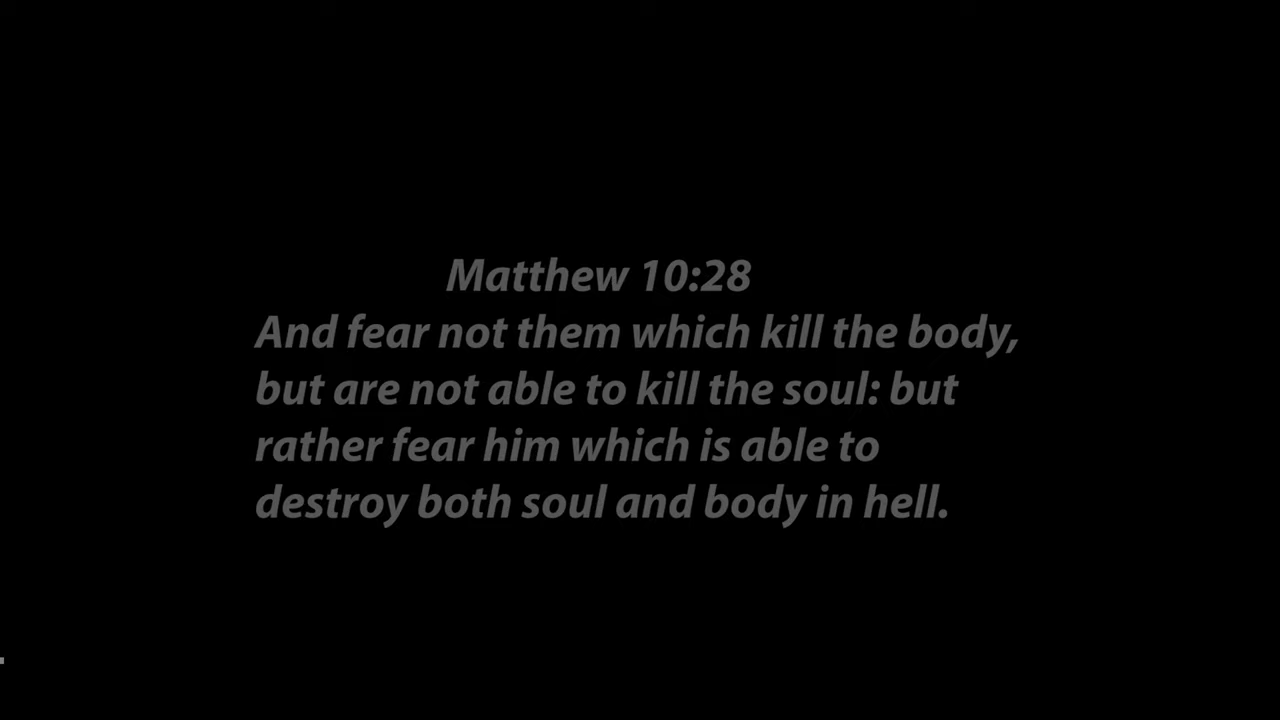 Matthew 10:28
And fear not them which kill the body,
but are not able to kill the soul: but
rather fear him which is able to
destroy both soul and body in hell.